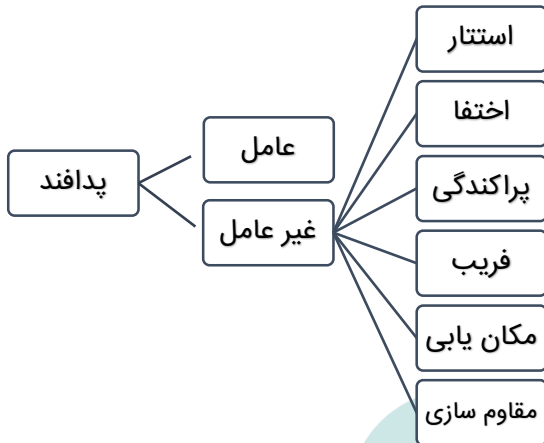 پدافند
عامل
غیر عامل
استتار
اختفا
پراکندگی
فریب
مکان یابی
مقاوم سازی